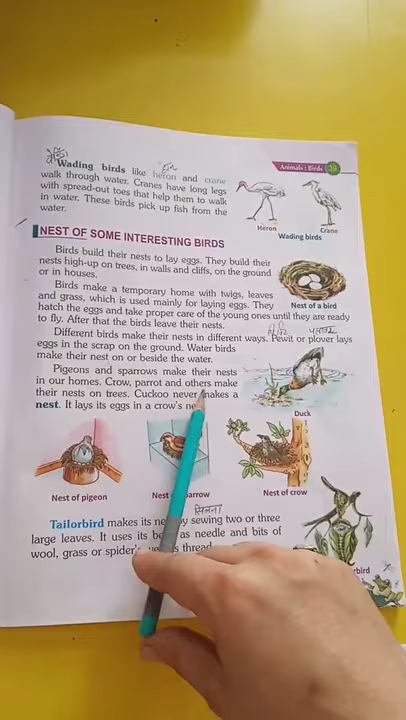 Animals : Birds 39
Wading birds like heron and crane
walk through water. Cranes have long legs
with spread-out toes that help them to walk
in water. These birds pick up fish from the
water.
Heron
Crane
Wading birds
NEST OF SOME INTERESTING BIRDS
Birds build their nests to lay eggs. They build their
nests high-up on trees, in walls and cliffs, on the ground
or in houses.
Nest of a bird
Birds make a temporary home with twigs, leaves
and grass, which is used mainly for laying eggs. They
hatch the eggs and take proper care of the young ones until they are ready
to fly. After that the birds leave their nests.
Different birds make their nests in different ways. Pewit or plover lays
eggs in the scrap on the ground. Water birds
make their nest on or beside the water.
Pigeons and sparrows make their nests
in our homes. Crow, parrot and others make
their nests on trees. Cuckoo never makes a
nest. It lays its eggs in a crow's
Duck
Nest of pigeon
Nest
Nest of crow
सिलना
Tailorbird makes its by sewing two or three
large leaves. It uses its as needle and bits of
wool, grass or spider's thread